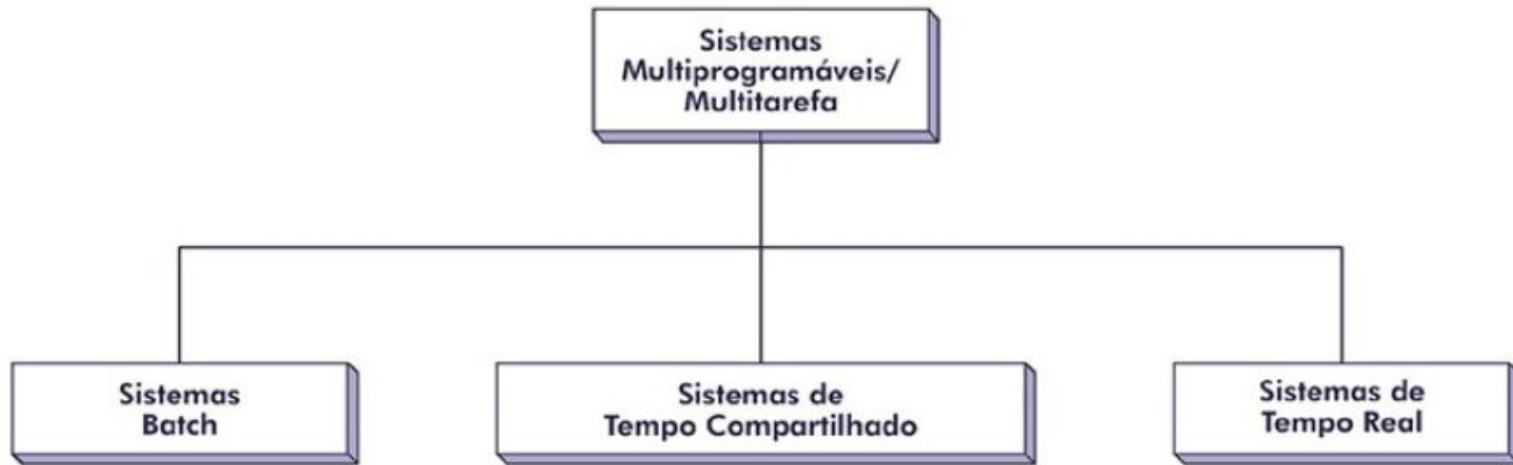 Sistemas
Multiprogramáveis/
Multitarefa
Sistemas
Batch
Sistemas de
Tempo Compartilhado
Sistemas de
Tempo Real